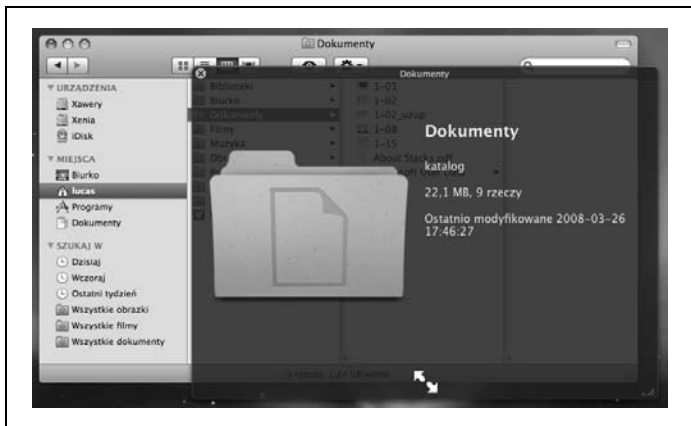 Dokumenty
Dokumenty
URZĄDZENIA
Xawery
Xenia
iDisk
MIEJSCA
Biurko
lucas
Programy
Dokumenty
SZUKAJ W
Dzisiaj
Wczoraj
Ostatni tydzień
Wszystkie obrazki
Wszystkie filmy
Wszystkie dokumenty
Biblioteki
Biurko
Dokumenty
Filmy
Muzyka
1-01
1-02
1-02_uzup
1-08
1-15
About Stacks.pdf
Dokumenty
katalog
22,1 MB, 9 rzeczy
Ostatnio modyfikowane 2008-03-26
17:46:27